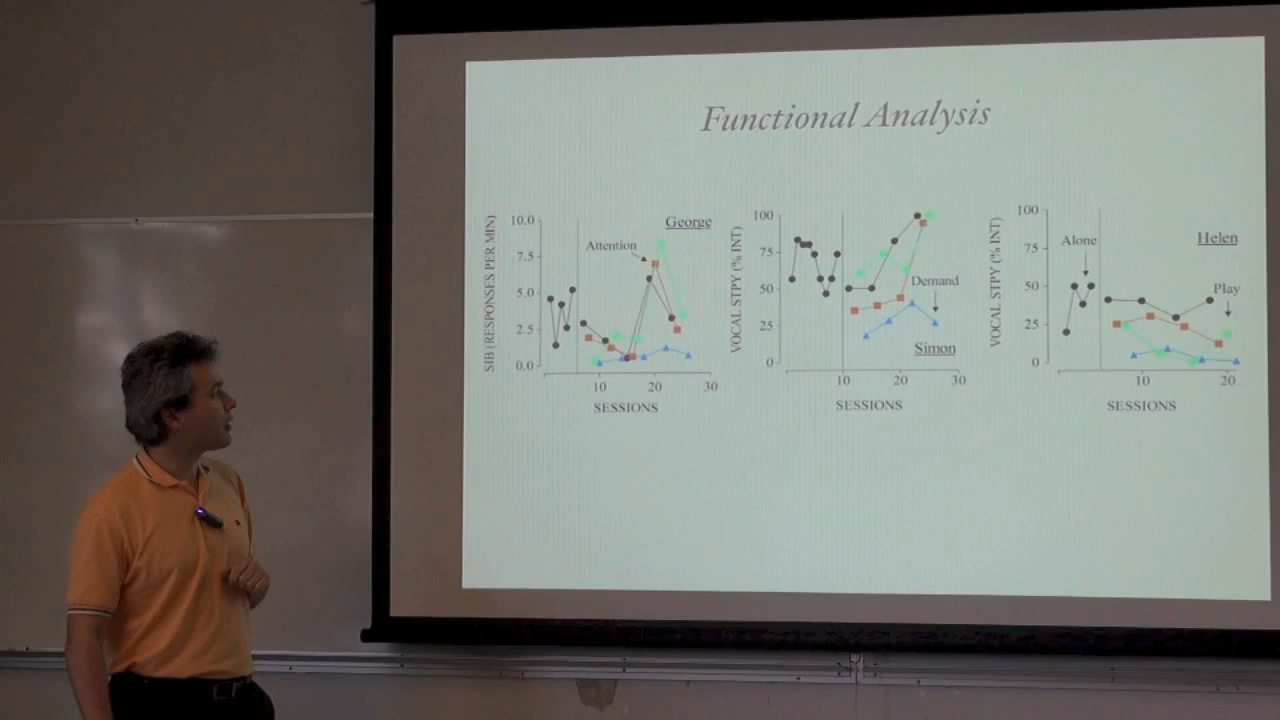 Functional Analysis
SIB (RESPONSES PER MIN)
10.0
7.5
5.0
2.5
0.0
George
Attention
10
20
30
SESSIONS
VOCAL STPY (% INT)
100
75
50
25
0
Demand
Simon
10
20
30
SESSIONS
VOCAL STPY (% INT)
100
75
50
25
0
Alone
Helen
Play
10
20
SESSIONS